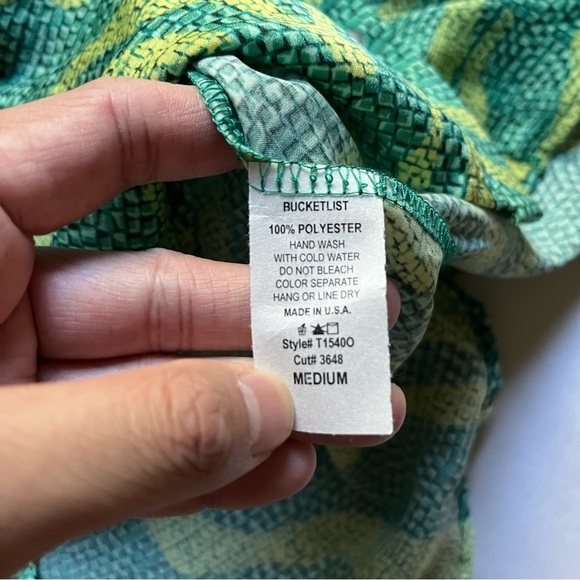 BUCKETLIST
100% POLYESTER
HAND WASH
WITH COLD WATER
DO NOT BLEACH
COLOR SEPARATE
HANG OR LINE DRY
MADE IN U.S.A.
Style# T1540O
Cut# 3648
MEDIUM